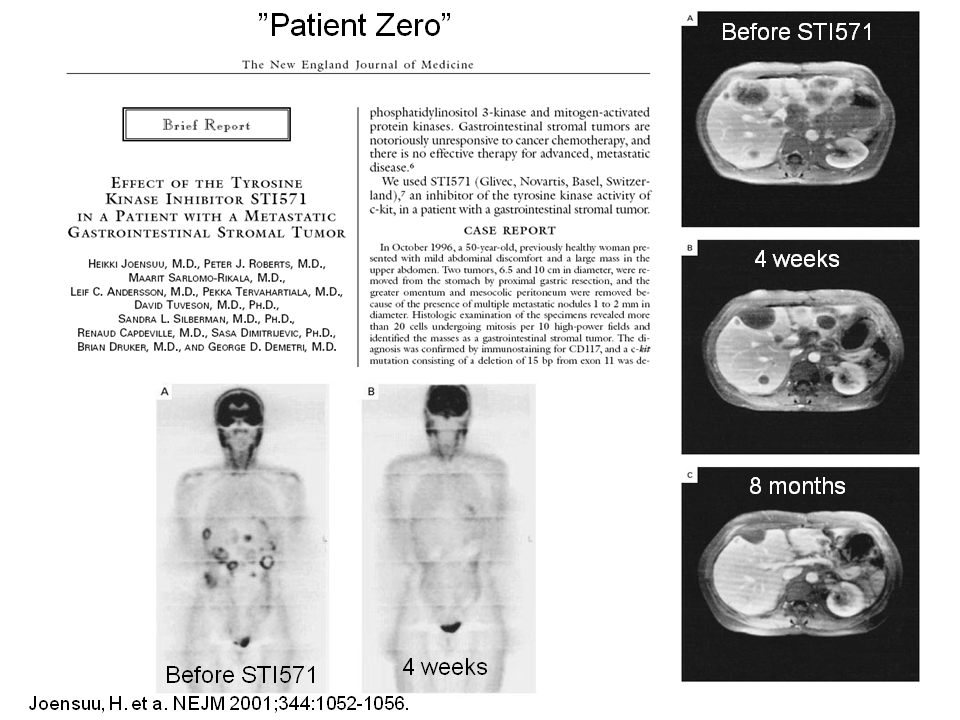 ”Patient Zero”
The New England Journal of Medicine
Brief Report
EFFECT OF THE TYROSINE
KINASE INHIBITOR STI571
IN A PATIENT WITH A METASTATIC
GASTROINTESTINAL STROMAL TUMOR
HEIKKI JOENSUU, M.D., PETER J. ROBERTS, M.D.,
MAARIT SARLOMO-RIKALA, M.D.,
LEIF C. ANDERSSON, M.D., PEKKA TERVAHARTIALA, M.D.,
DAVID TUVESON, M.D., PH.D.,
SANDRA L. SILBERMAN, M.D., PH.D.,
RENAUD CAPDEVILLE, M.D., SASA DIMITRIJEVIC, PH.D.,
BRIAN DRUKER, M.D., AND GEORGE D. DEMETRI, M.D.
phosphatidylinositol 3-kinase and mitogen-activated
protein kinases. Gastrointestinal stromal tumors are
notoriously unresponsive to cancer chemotherapy, and
there is no effective therapy for advanced, metastatic
disease.⁶
We used STI571 (Glivec, Novartis, Basel, Switzer-
land),⁷ an inhibitor of the tyrosine kinase activity of
c-kit, in a patient with a gastrointestinal stromal tumor.
CASE REPORT
In October 1996, a 50-year-old, previously healthy woman pre-
sented with mild abdominal discomfort and a large mass in the
upper abdomen. Two tumors, 6.5 and 10 cm in diameter, were re-
moved from the stomach by proximal gastric resection, and the
greater omentum and mesocolic peritoneum were removed be-
cause of the presence of multiple metastatic nodules 1 to 2 mm in
diameter. Histologic examination of the specimens revealed more
than 20 cells undergoing mitosis per 10 high-power fields and
identified the masses as a gastrointestinal stromal tumor. The di-
agnosis was confirmed by immunostaining for CD117, and a c-kit
mutation consisting of a deletion of 15 bp from exon 11 was de-
A
Before STI571
B
4 weeks
C
8 months
A
Before STI571
L
B
4 weeks
L
Joensuu, H. et a. NEJM 2001;344:1052-1056.